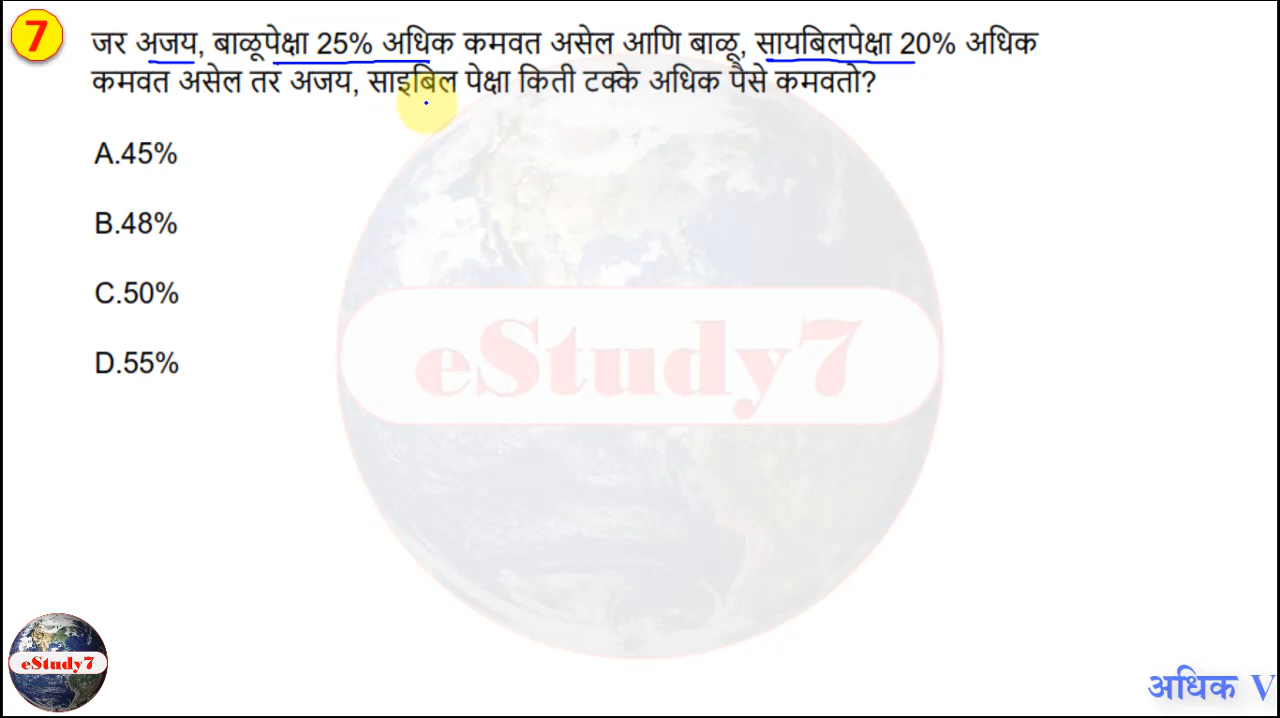 7
जर अजय, बाळूपेक्षा 25% अधिक कमवत असेल आणि बाळू, सायबिलपेक्षा 20% अधिक
कमवत असेल तर अजय, साइबिल पेक्षा किती टक्के अधिक पैसे कमवतो?
A.45%
B.48%
C.50%
D.55%
eStudy7
eStudy7
अधिक V